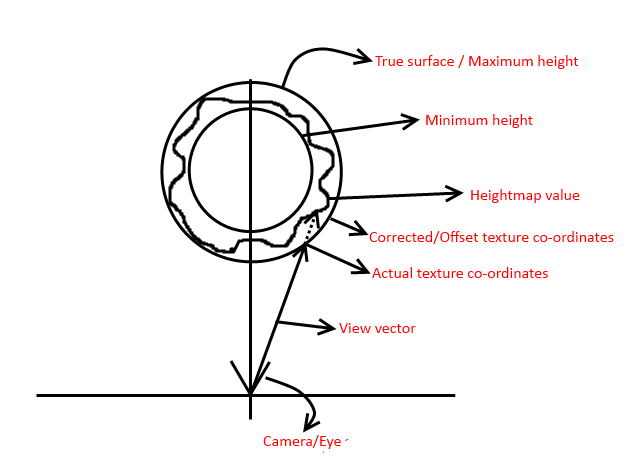 True surface / Maximum height
Minimum height
Heightmap value
Corrected/Offset texture co-ordinates
Actual texture co-ordinates
View vector
Camera/Eye